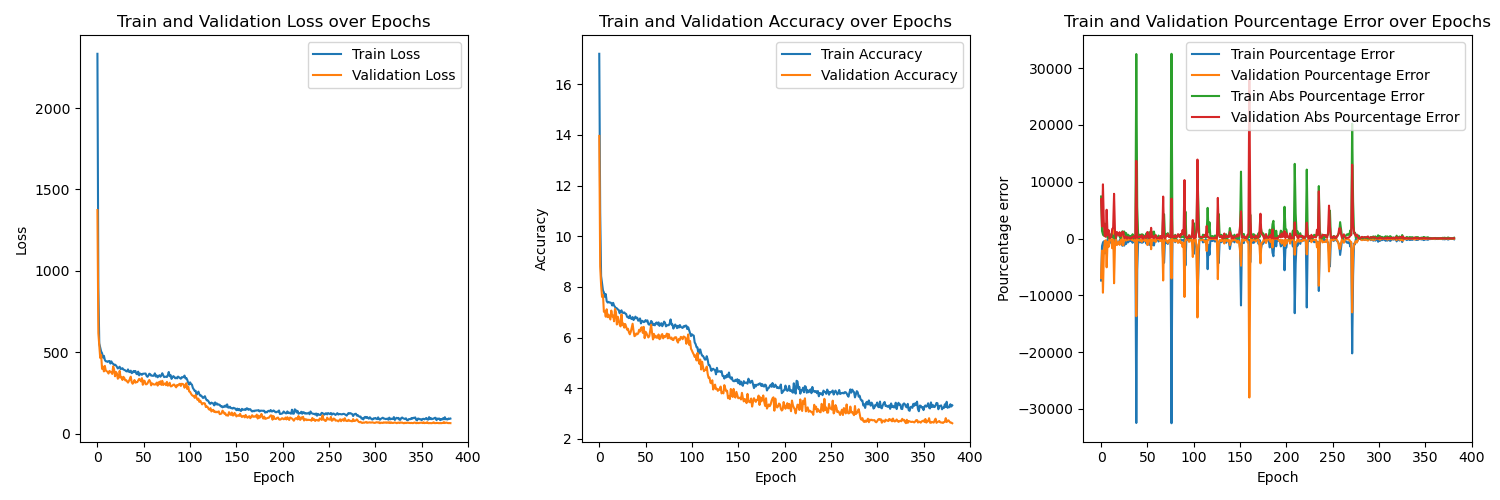 Train and Validation Loss over Epochs
Train Loss
Validation Loss
Loss
2000
1500
1000
500
0
0 50 100 150 200 250 300 350 400
Epoch
Train and Validation Accuracy over Epochs
Train Accuracy
Validation Accuracy
Accuracy
16
14
12
10
8
6
4
2
0 50 100 150 200 250 300 350 400
Epoch
Train and Validation Pourcentage Error over Epochs
Train Pourcentage Error
Validation Pourcentage Error
Train Abs Pourcentage Error
Validation Abs Pourcentage Error
Pourcentage error
30000
20000
10000
0
−10000
−20000
−30000
0 50 100 150 200 250 300 350 400
Epoch